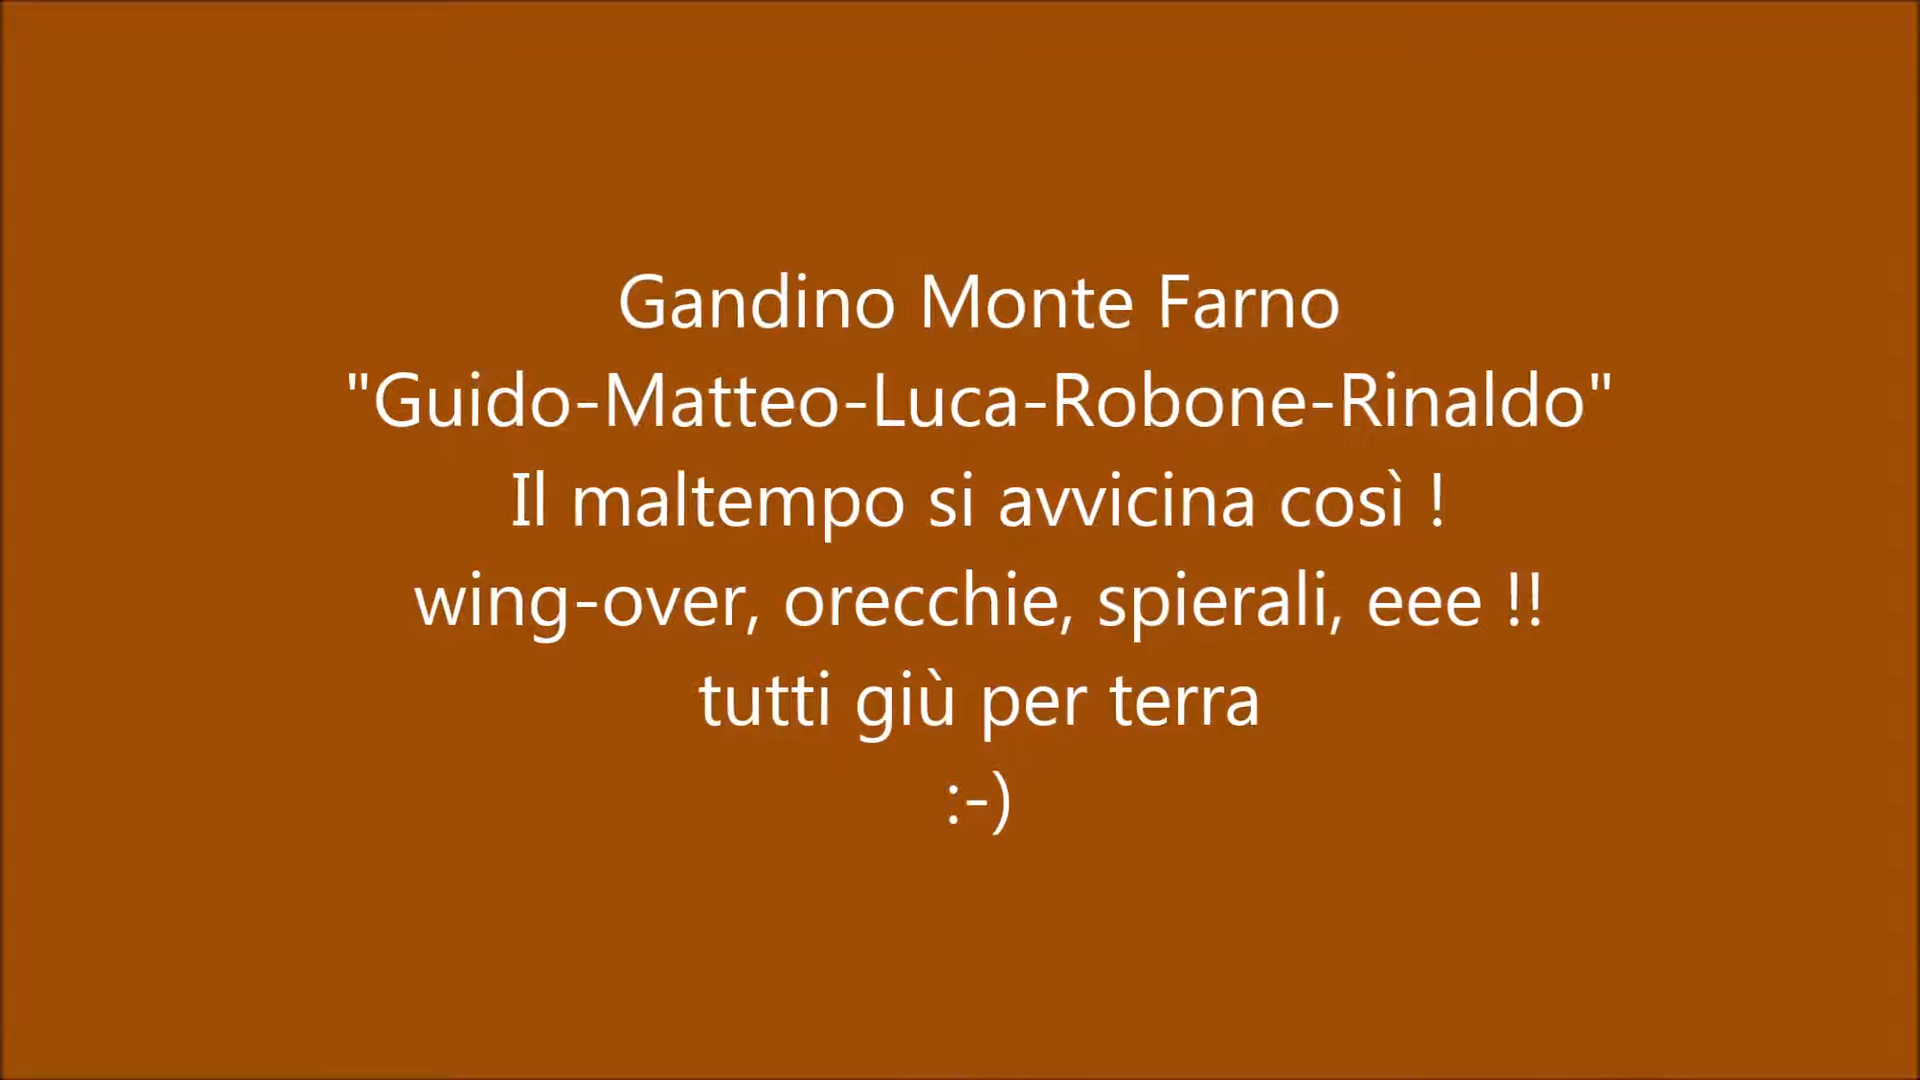 Gandino Monte Farno
"Guido-Matteo-Luca-Robone-Rinaldo"
Il maltempo si avvicina così !
wing-over, orecchie, spierali, eee !!
tutti giù per terra
:-)